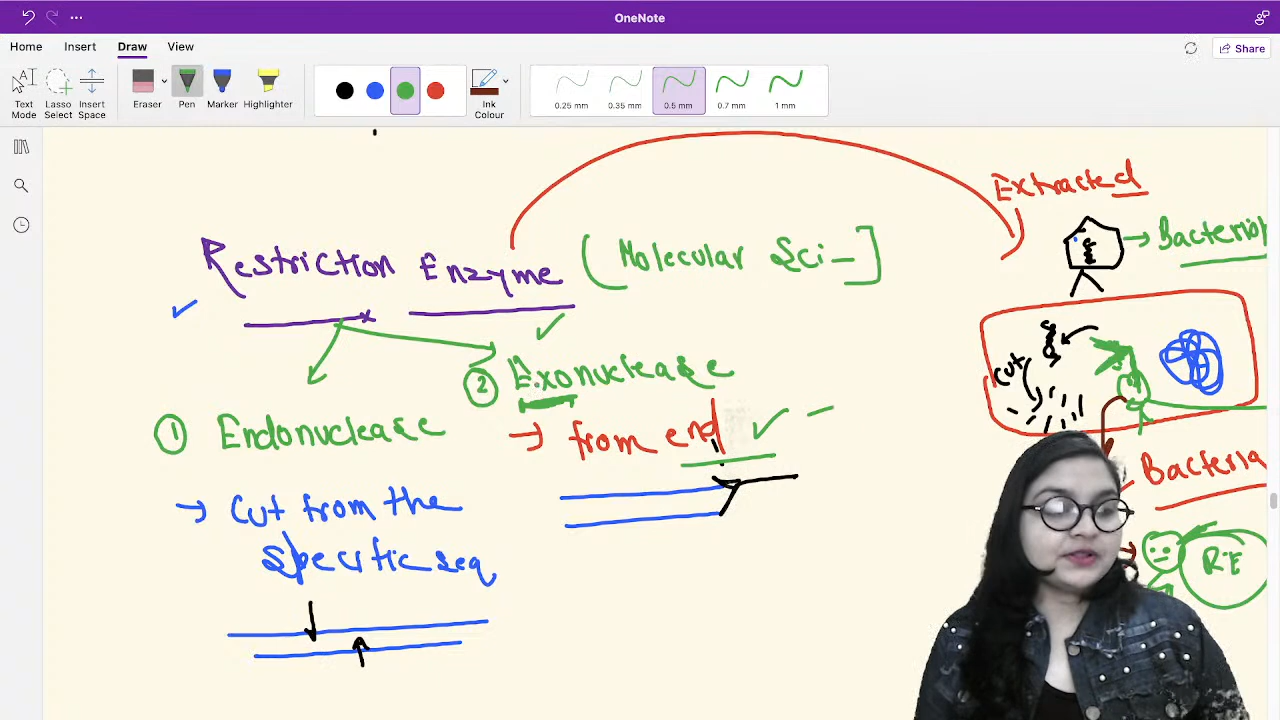 OneNote
Home Insert Draw View
Share
Text Mode
Lasso Select
Insert Space
Eraser
Pen
Marker
Highlighter
Ink Colour
0.25 mm
0.35 mm
0.5 mm
0.7 mm
1 mm
Extracted
Restriction Enzyme (Molecular Sci-]
Bacterio
② Exonuclease
Cut
① Endonuclease
→ from end
Bacteria
→ Cut from the
specific seq
R.E